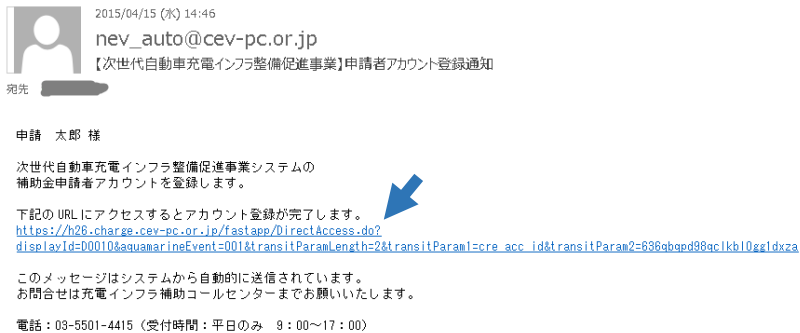 2015/04/15 (水) 14:46
nev_auto@cev-pc.or.jp
【次世代自動車充電インフラ整備促進事業】申請者アカウント登録通知
宛先
申請　太郎 様
次世代自動車充電インフラ整備促進事業システムの
補助金申請者アカウントを登録します。
下記の URL にアクセスするとアカウント登録が完了します。
https://h26.charge.cev-pc.or.jp/fastapp/DirectAccess.do?
displayId=D0010&aquamarineEvent=001&transitParamLength=2&transitParam1=cre_acc_id&transitParam2=636qbqpd98qclkbl0gg1dxza
このメッセージはシステムから自動的に送信されています。
お問合せは充電インフラ補助コールセンターまでお願いいたします。
電話：03-5501-4415（受付時間：平日のみ　9：00～17：00）